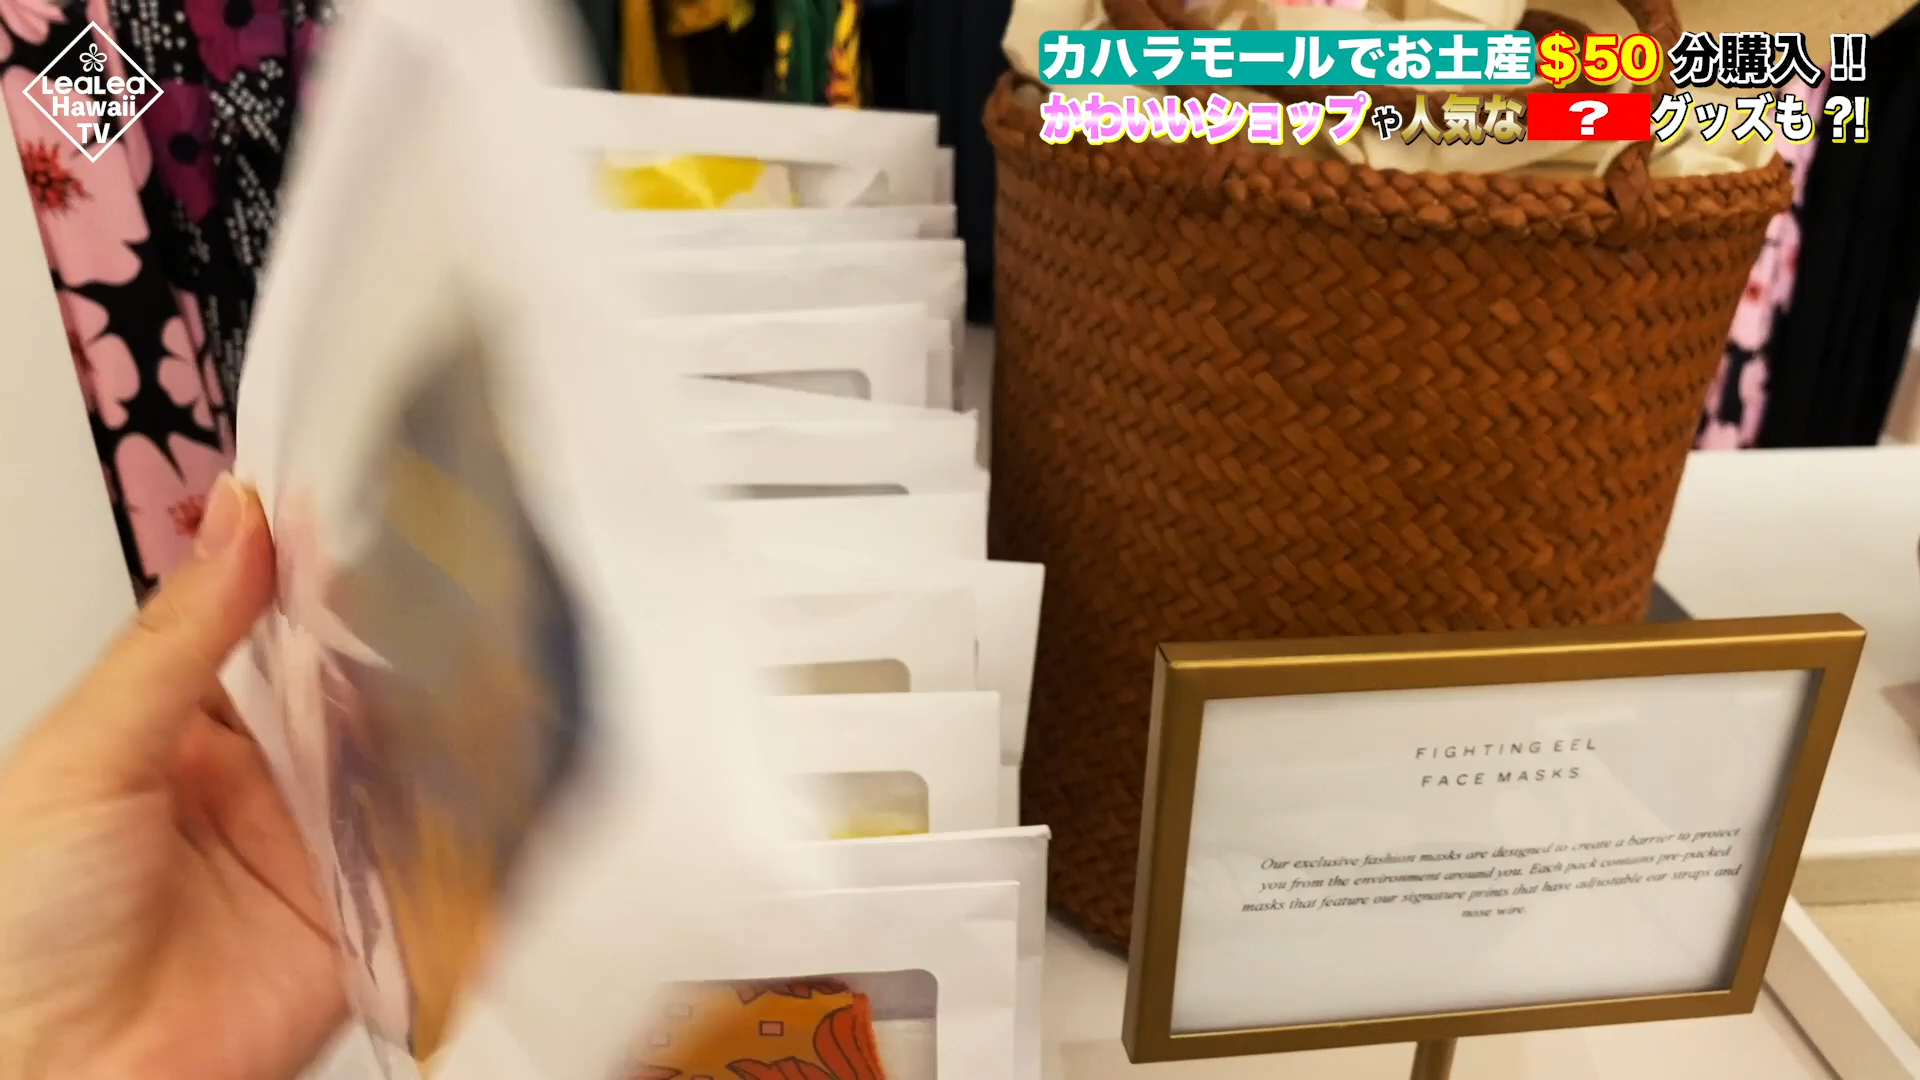 LeaLea
Hawaii
TV
カハラモールでお土産$50分購入!!
かわいいショップや人気な?グッズも?!
FIGHTING EEL
FACE MASKS
Our exclusive fashion masks are designed to create a barrier to protect
you from the environment around you. Each pack contains pre-packed
masks that feature our signature prints that have adjustable ear straps and
nose wire.